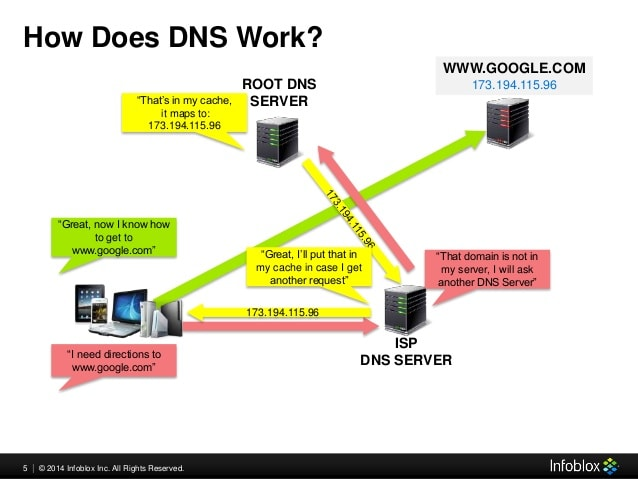 How Does DNS Work?
WWW.GOOGLE.COM
173.194.115.96
ROOT DNS
SERVER
“That’s in my cache,
it maps to:
173.194.115.96
173.194.115.96
“Great, now I know how
to get to
www.google.com”
“Great, I’ll put that in
my cache in case I get
another request”
“That domain is not in
my server, I will ask
another DNS Server”
173.194.115.96
ISP
DNS SERVER
“I need directions to
www.google.com”
5 | © 2014 Infoblox Inc. All Rights Reserved.
Infoblox